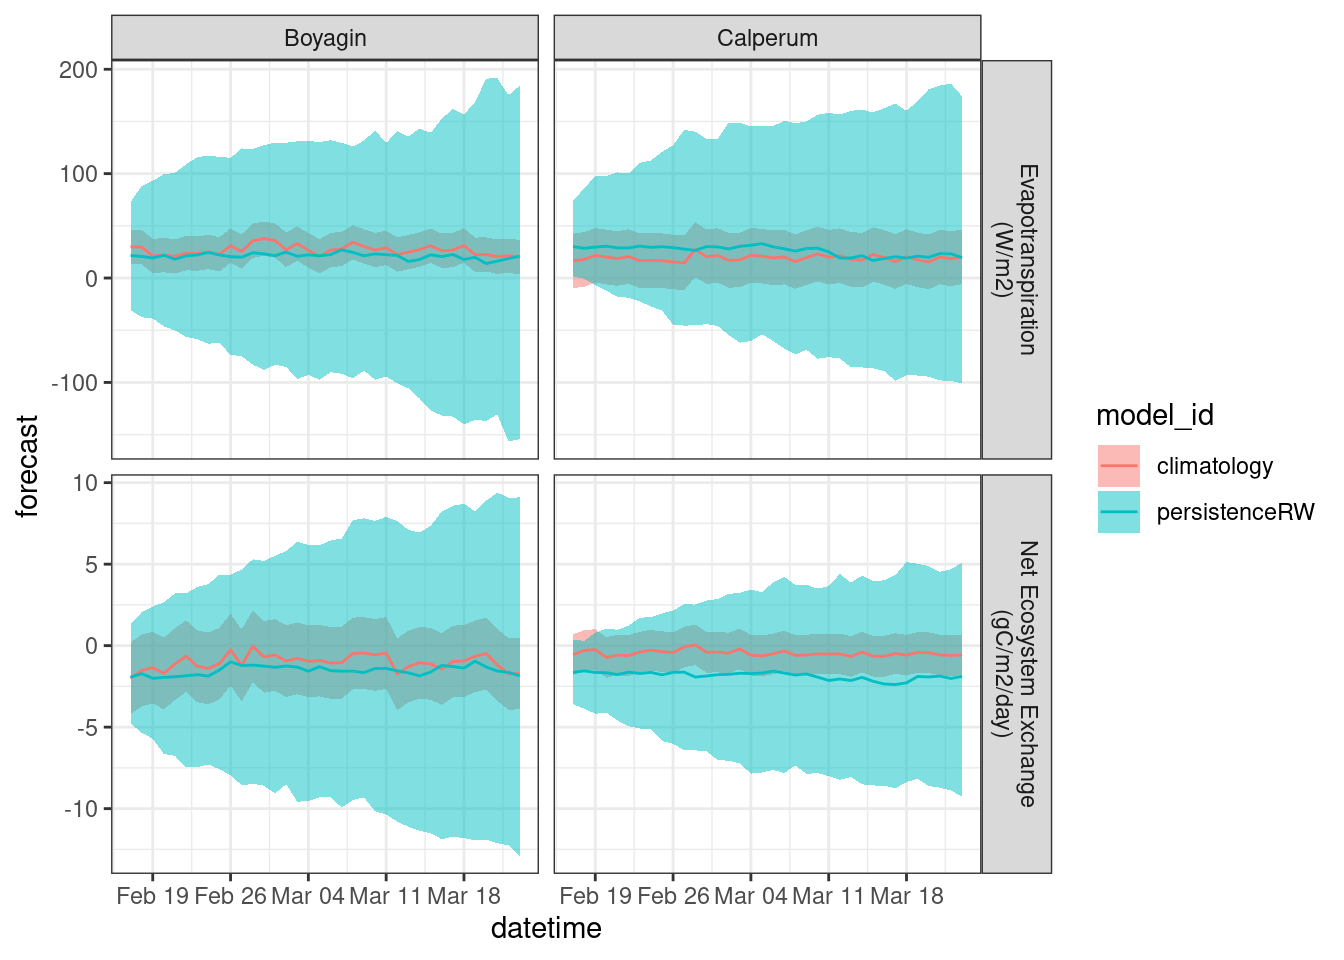 Boyagin
Calperum
200
100
0
-100
Evapotranspiration
(W/m2)
forecast
10
5
0
-5
-10
Net Ecosystem Exchange
(gC/m2/day)
Feb 19 Feb 26 Mar 04 Mar 11 Mar 18
Feb 19 Feb 26 Mar 04 Mar 11 Mar 18
datetime
model_id
climatology
persistenceRW